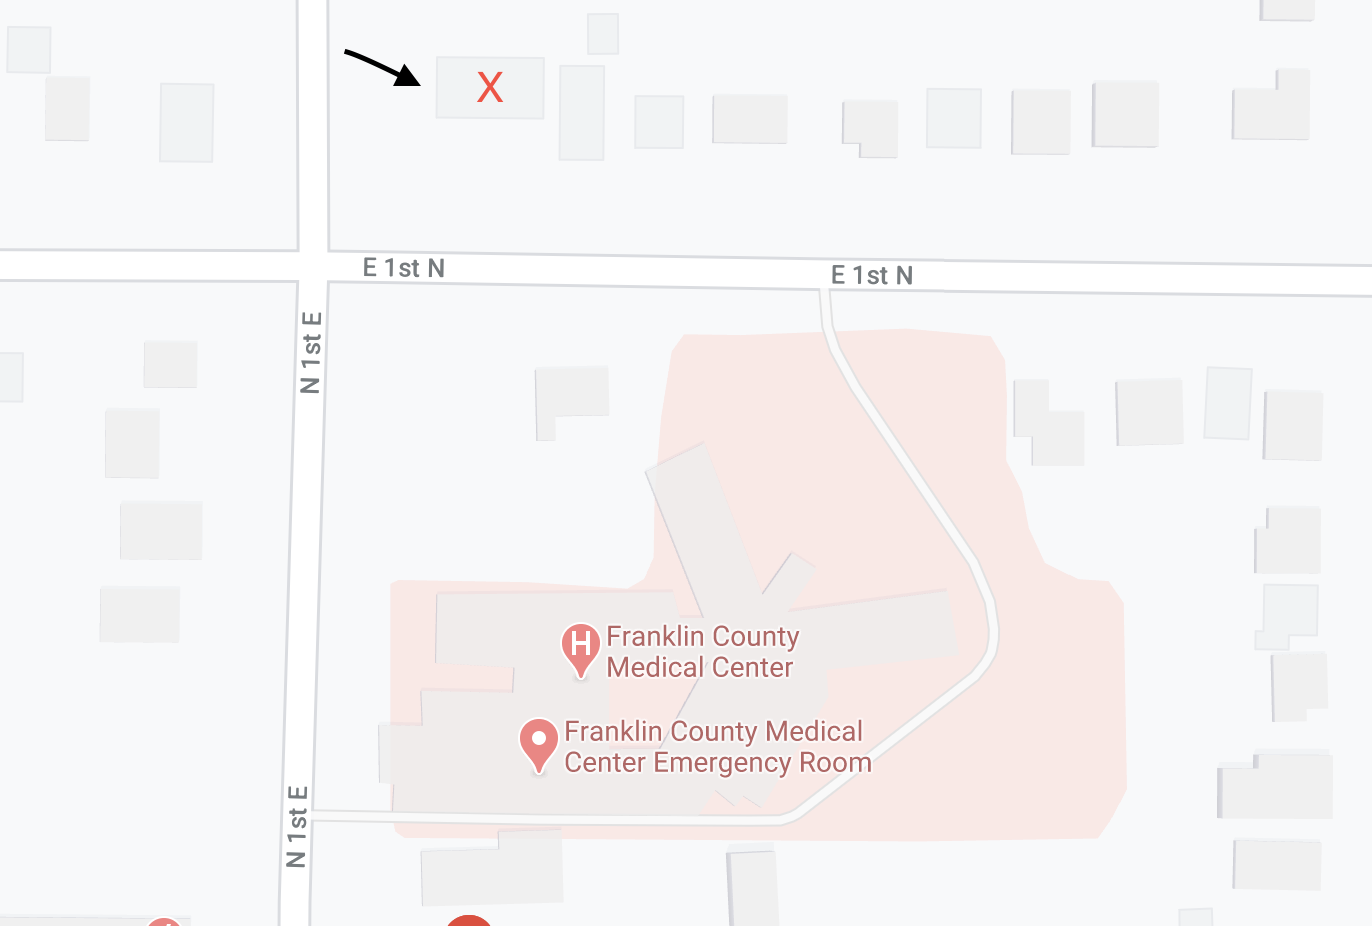 X
E 1st N
E 1st N
N 1st E
H
Franklin County
Medical Center
Franklin County Medical
Center Emergency Room
N 1st E